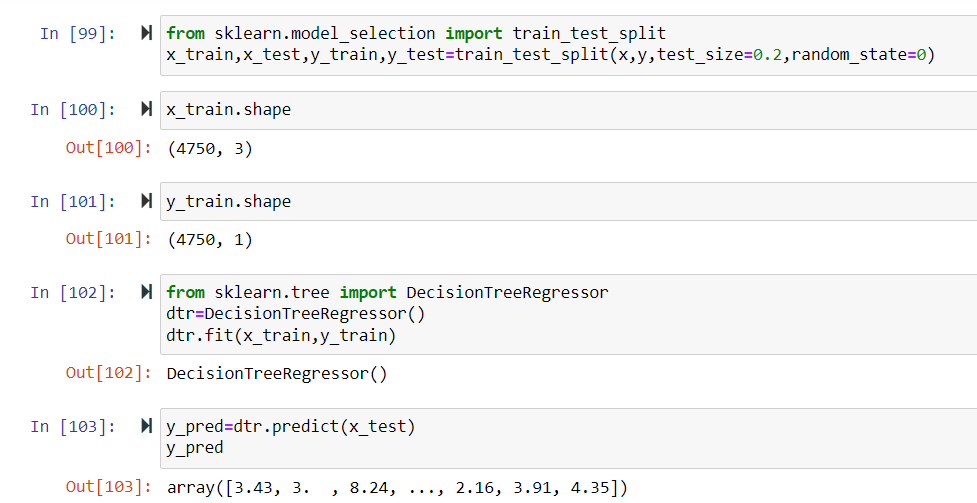 In [99]: from sklearn.model_selection import train_test_split
x_train,x_test,y_train,y_test=train_test_split(x,y,test_size=0.2,random_state=0)
In [100]: x_train.shape
Out[100]: (4750, 3)
In [101]: y_train.shape
Out[101]: (4750, 1)
In [102]: from sklearn.tree import DecisionTreeRegressor
dtr=DecisionTreeRegressor()
dtr.fit(x_train,y_train)
Out[102]: DecisionTreeRegressor()
In [103]: y_pred=dtr.predict(x_test)
y_pred
Out[103]: array([3.43, 3.  , 8.24, ..., 2.16, 3.91, 4.35])